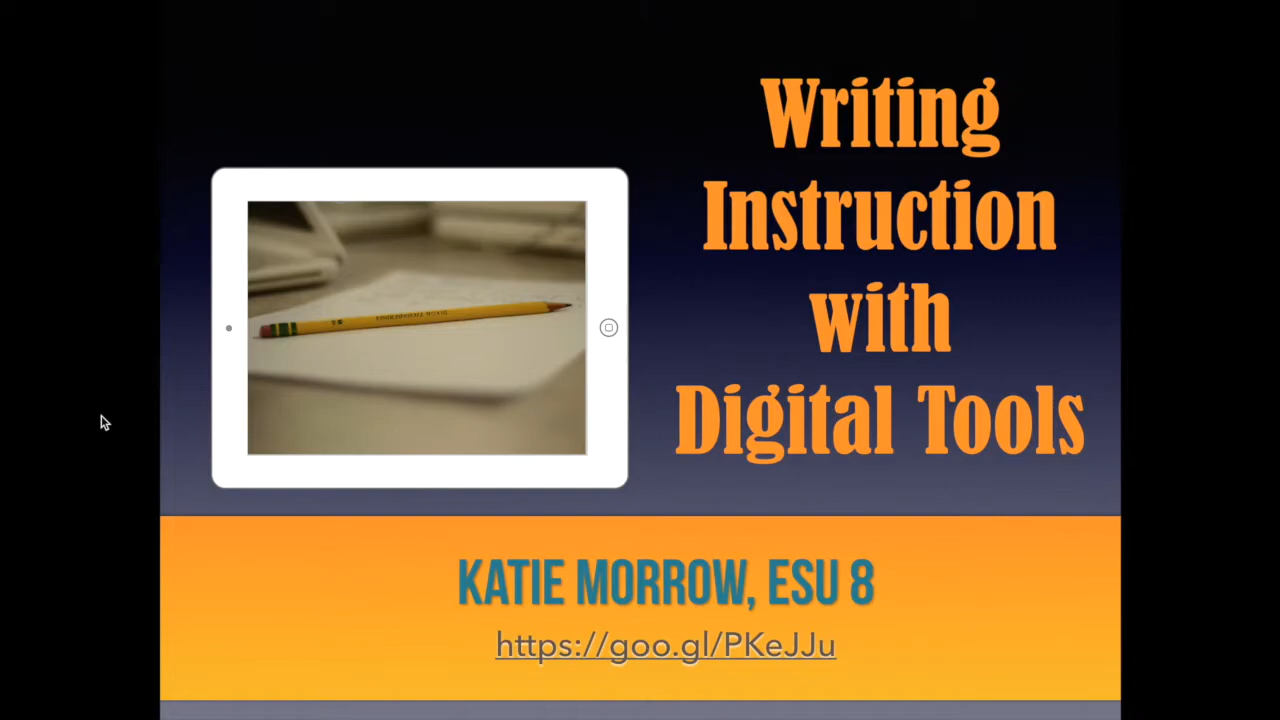 Writing
Instruction
with
Digital Tools
KATIE MORROW, ESU 8
https://goo.gl/PKeJJu